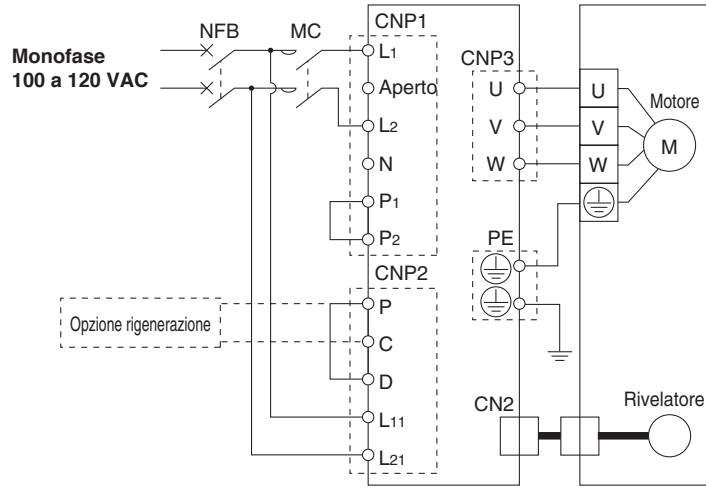 NFB
MC
Monofase
100 a 120 VAC
CNP1
L1
Aperto
L2
N
P1
P2
CNP2
Opzione rigenerazione
P
C
D
L11
L21
CNP3
U
V
W
PE
CN2
U
V
W
Motore
M
Rivelatore